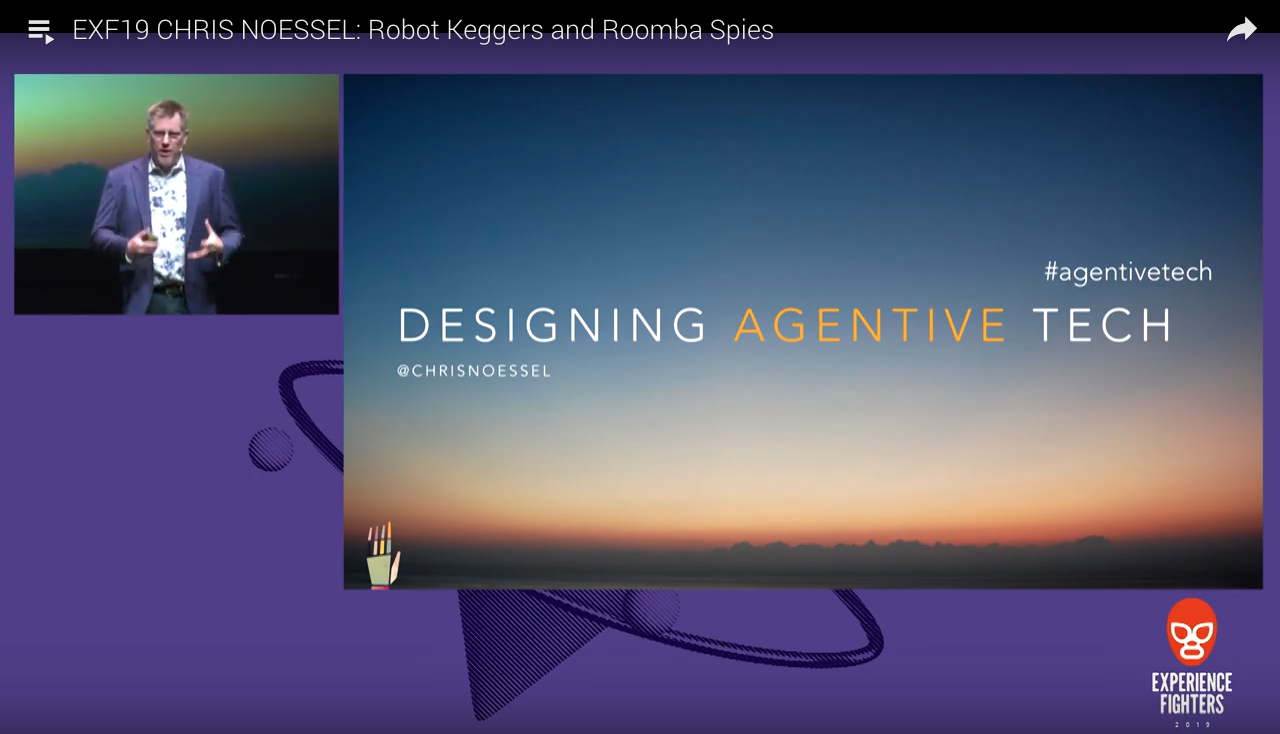 EXF19 CHRIS NOESSEL: Robot Keggers and Roomba Spies
#agentivetech
DESIGNING AGENTIVE TECH
@CHRISNOESSEL
EXPERIENCE
FIGHTERS
2019